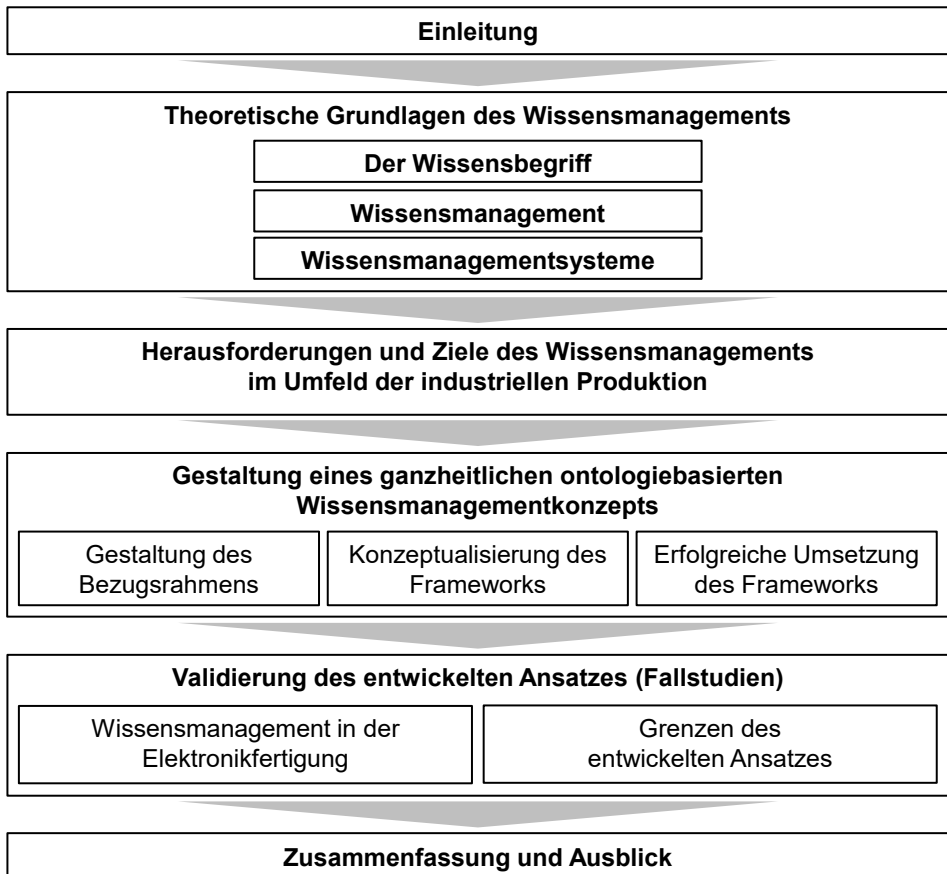 Einleitung
Theoretische Grundlagen des Wissensmanagements
Der Wissensbegriff
Wissensmanagement
Wissensmanagementsysteme
Herausforderungen und Ziele des Wissensmanagements
im Umfeld der industriellen Produktion
Gestaltung eines ganzheitlichen ontologiebasierten
Wissensmanagementkonzepts
Gestaltung des
Bezugsrahmens
Konzeptualisierung des
Frameworks
Erfolgreiche Umsetzung
des Frameworks
Validierung des entwickelten Ansatzes (Fallstudien)
Wissensmanagement in der
Elektronikfertigung
Grenzen des
entwickelten Ansatzes
Zusammenfassung und Ausblick